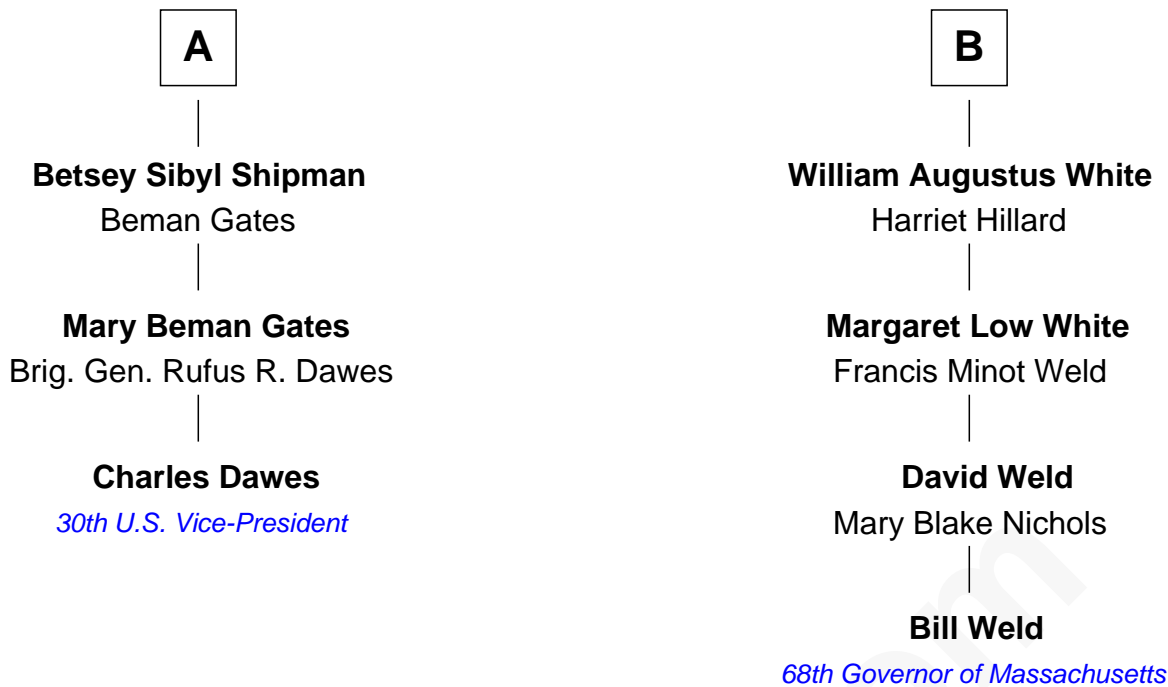 A
Betsey Sibyl Shipman
Beman Gates
Mary Beman Gates
Brig. Gen. Rufus R. Dawes
Charles Dawes
30th U.S. Vice-President
B
William Augustus White
Harriet Hillard
Margaret Low White
Francis Minot Weld
David Weld
Mary Blake Nichols
Bill Weld
68th Governor of Massachusetts
om